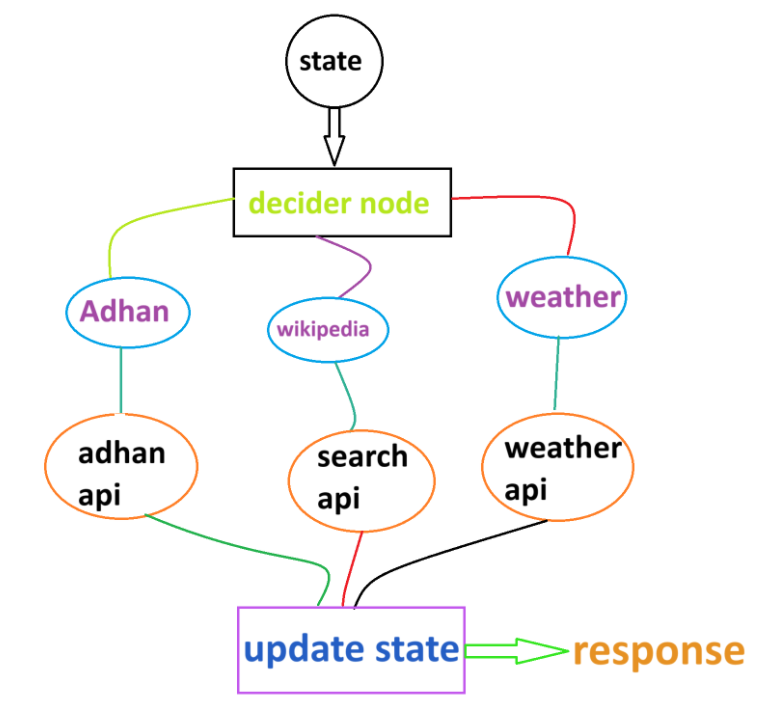 state
decider node
Adhan
wikipedia
weather
adhan
api
search
api
weather
api
update state
response